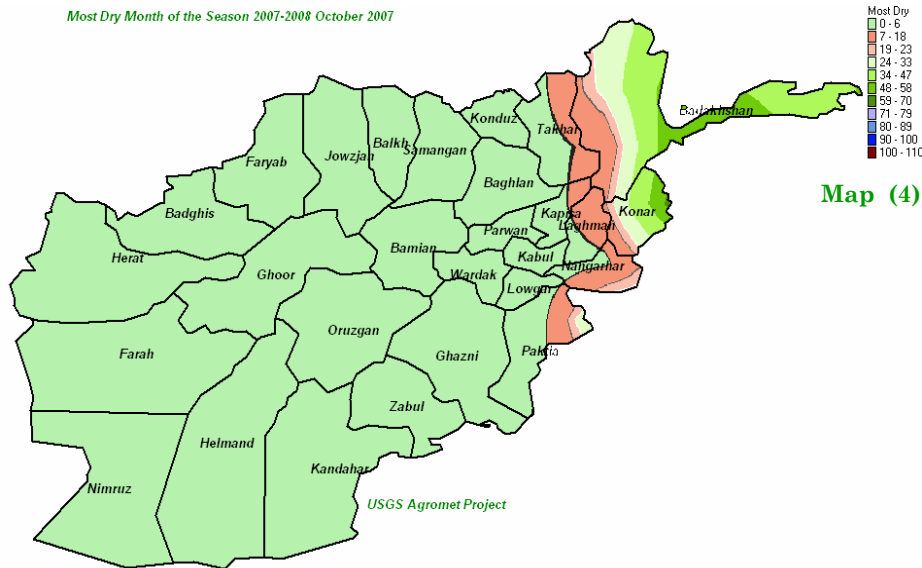 Most Dry Month of the Season 2007-2008 October 2007
Most Dry
0 - 6
7 - 18
19 - 23
24 - 33
34 - 47
48 - 58
59 - 70
71 - 79
80 - 89
90 - 100
100 - 110
Map (4)
Badakhshan
Konduz
Takhar
Balkh
Samangan
Jowzjan
Faryab
Baghlan
Badghis
Kapisa
Konar
Laghman
Parwan
Bamian
Kabul
Herat
Nangarhar
Ghoor
Wardak
Lowgar
Oruzgan
Paktia
Farah
Ghazni
Zabul
Helmand
Kandahar
Nimruz
USGS Agromet Project